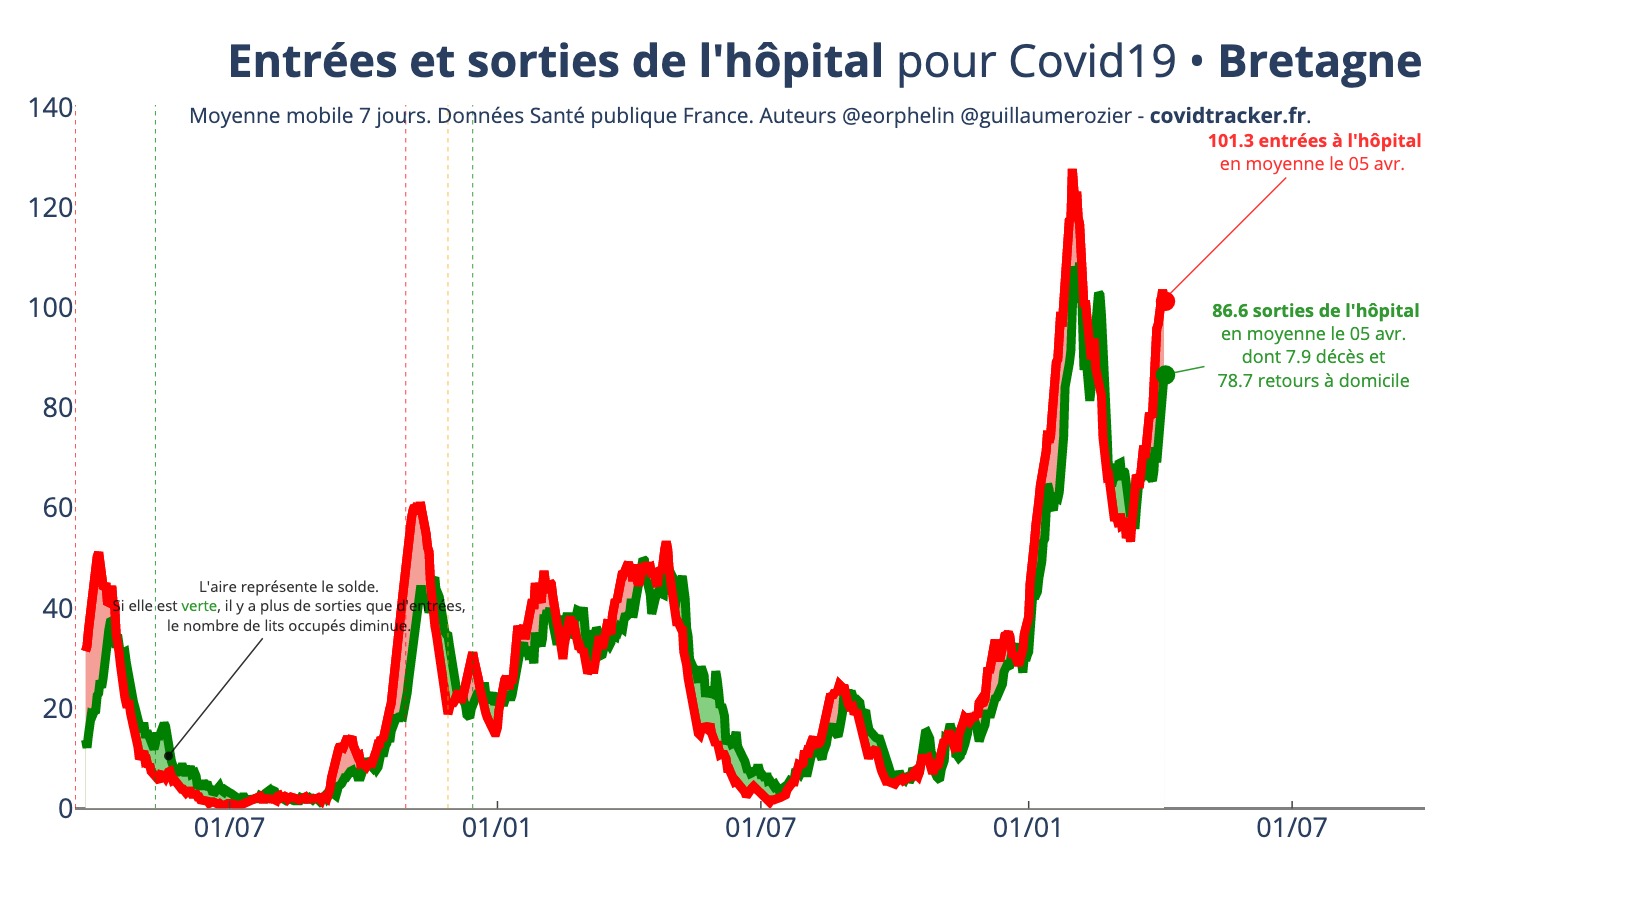 Entrées et sorties de l'hôpital pour Covid19 • Bretagne
Moyenne mobile 7 jours. Données Santé publique France. Auteurs @eorphelin @guillaumerozier - covidtracker.fr.
140
120
100
80
60
40
20
0
101.3 entrées à l'hôpital
en moyenne le 05 avr.
86.6 sorties de l'hôpital
en moyenne le 05 avr.
dont 7.9 décès et
78.7 retours à domicile
L'aire représente le solde.
Si elle est verte, il y a plus de sorties que d'entrées,
le nombre de lits occupés diminue.
01/07
01/01
01/07
01/01
01/07